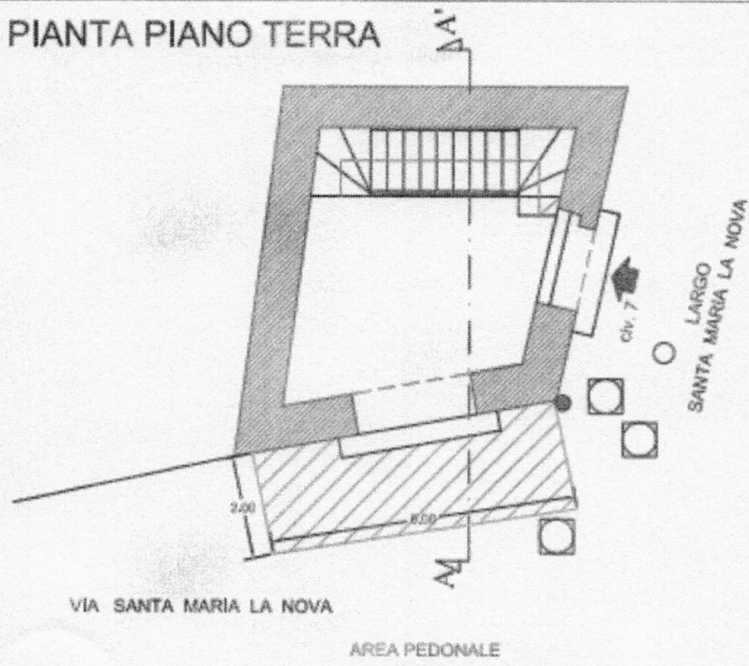 PIANTA PIANO TERRA
A'
LARGO
SANTA MARIA LA NOVA
civ. 7
2.00
6.00
A
VIA SANTA MARIA LA NOVA
AREA PEDONALE